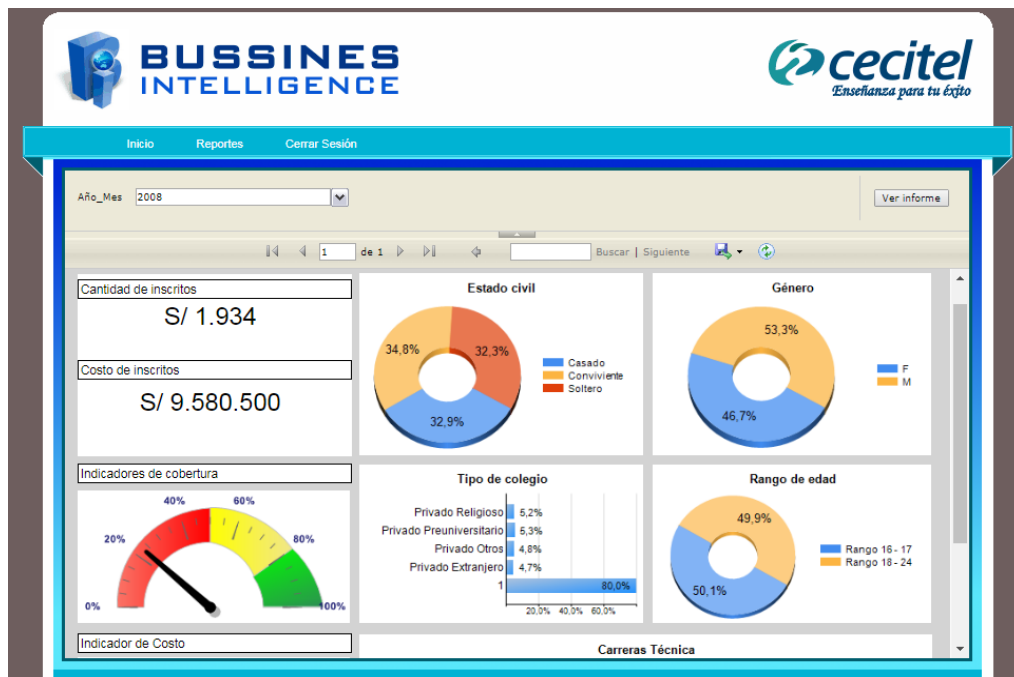 BUSSINES
INTELLIGENCE
cecitel
Enseñanza para tu éxito
Inicio Reportes Cerrar Sesión
Año_Mes 2008 Ver informe
1 de 1 Buscar | Siguiente
Cantidad de inscritos
S/ 1.934
Costo de inscritos
S/ 9.580.500
Estado civil
34,8% 32,3%
32,9%
Casado
Conviviente
Soltero
Género
53,3%
46,7%
F
M
Indicadores de cobertura
40% 60%
20% 80%
0% 100%
Tipo de colegio
Privado Religioso 5,2%
Privado Preuniversitario 5,3%
Privado Otros 4,8%
Privado Extranjero 4,7%
1 80,0%
20,0% 40,0% 60,0%
Rango de edad
49,9%
50,1%
Rango 16 - 17
Rango 18 - 24
Indicador de Costo
Carreras Técnica